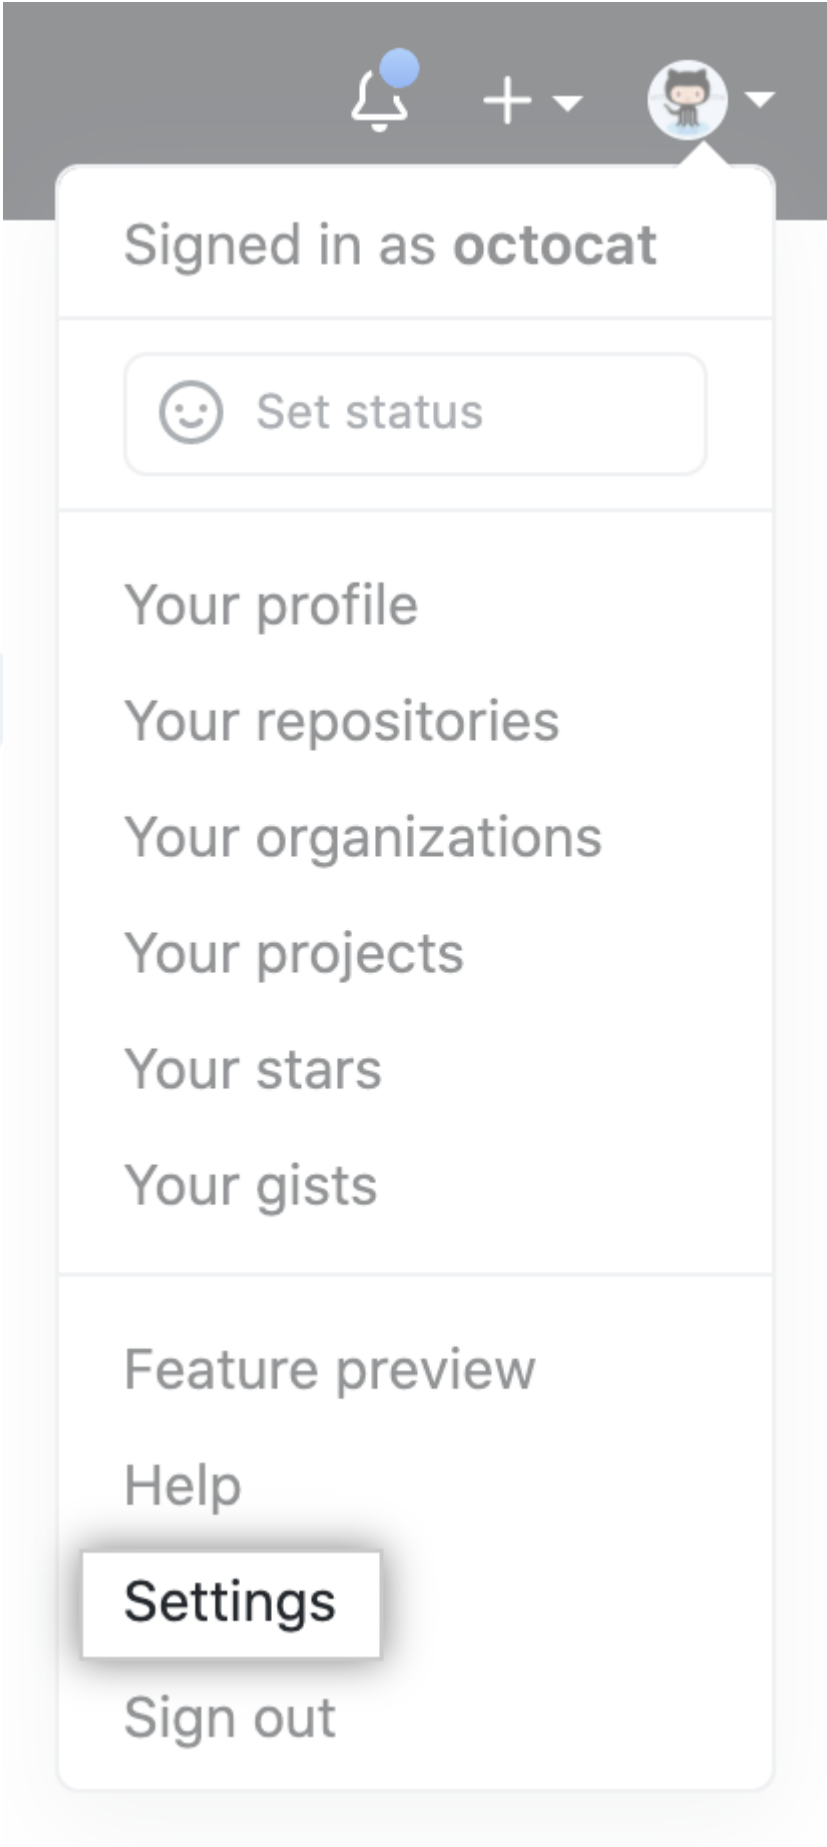 Signed in as octocat
Set status
Your profile
Your repositories
Your organizations
Your projects
Your stars
Your gists
Feature preview
Help
Settings
Sign out